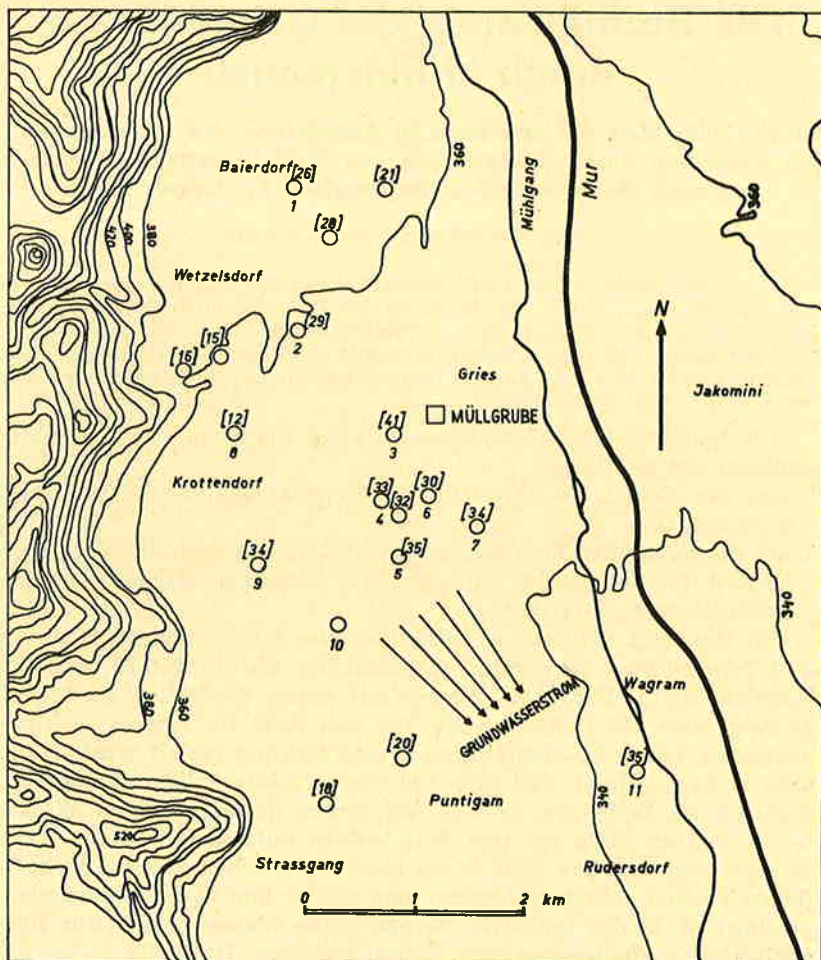 360
Baierdorf
[26]
1
[21]
Mühlgang
Mur
360
[28]
420
400
380
Wetzelsdorf
N
[29]
2
[15]
[16]
Gries
Jakomini
[12]
8
[41]
3
MÜLLGRUBE
Krottendorf
[33]
4
[32]
[30]
6
[34]
7
[34]
9
[35]
5
340
10
380
360
GRUNDWASSERSTROM
Wagram
[20]
[35]
11
[18]
Puntigam
340
520
Strassgang
Rudersdorf
0 2 km